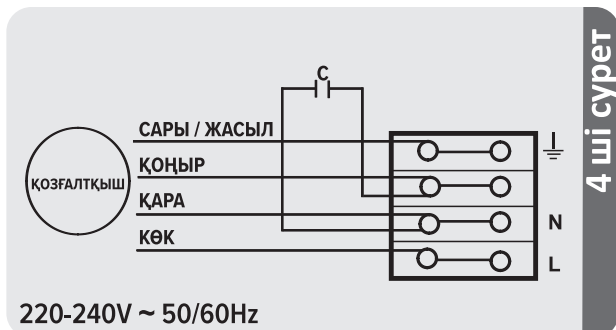 C
САРЫ / ЖАСЫЛ
ҚОҢЫР
ҚОЗҒАЛТҚЫШ
ҚАРА
КӨК
N
L
220-240V ~ 50/60Hz
4 ші сурет